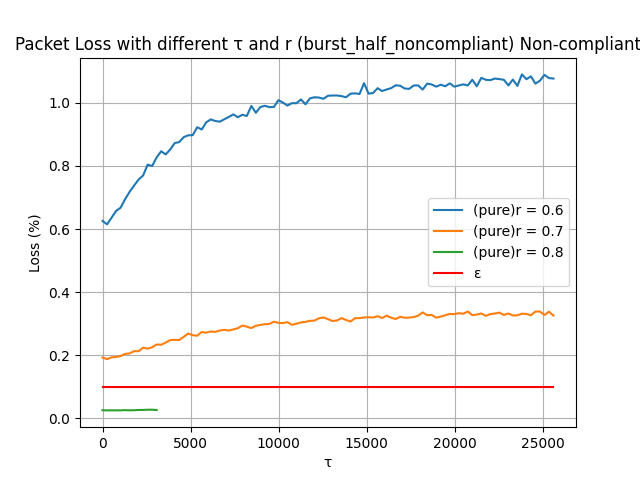 Packet Loss with different τ and r (burst_half_noncompliant) Non-compliant
Loss (%)
1.0
0.8
0.6
0.4
0.2
0.0
(pure)r = 0.6
(pure)r = 0.7
(pure)r = 0.8
ε
0
5000
10000
15000
20000
25000
τ